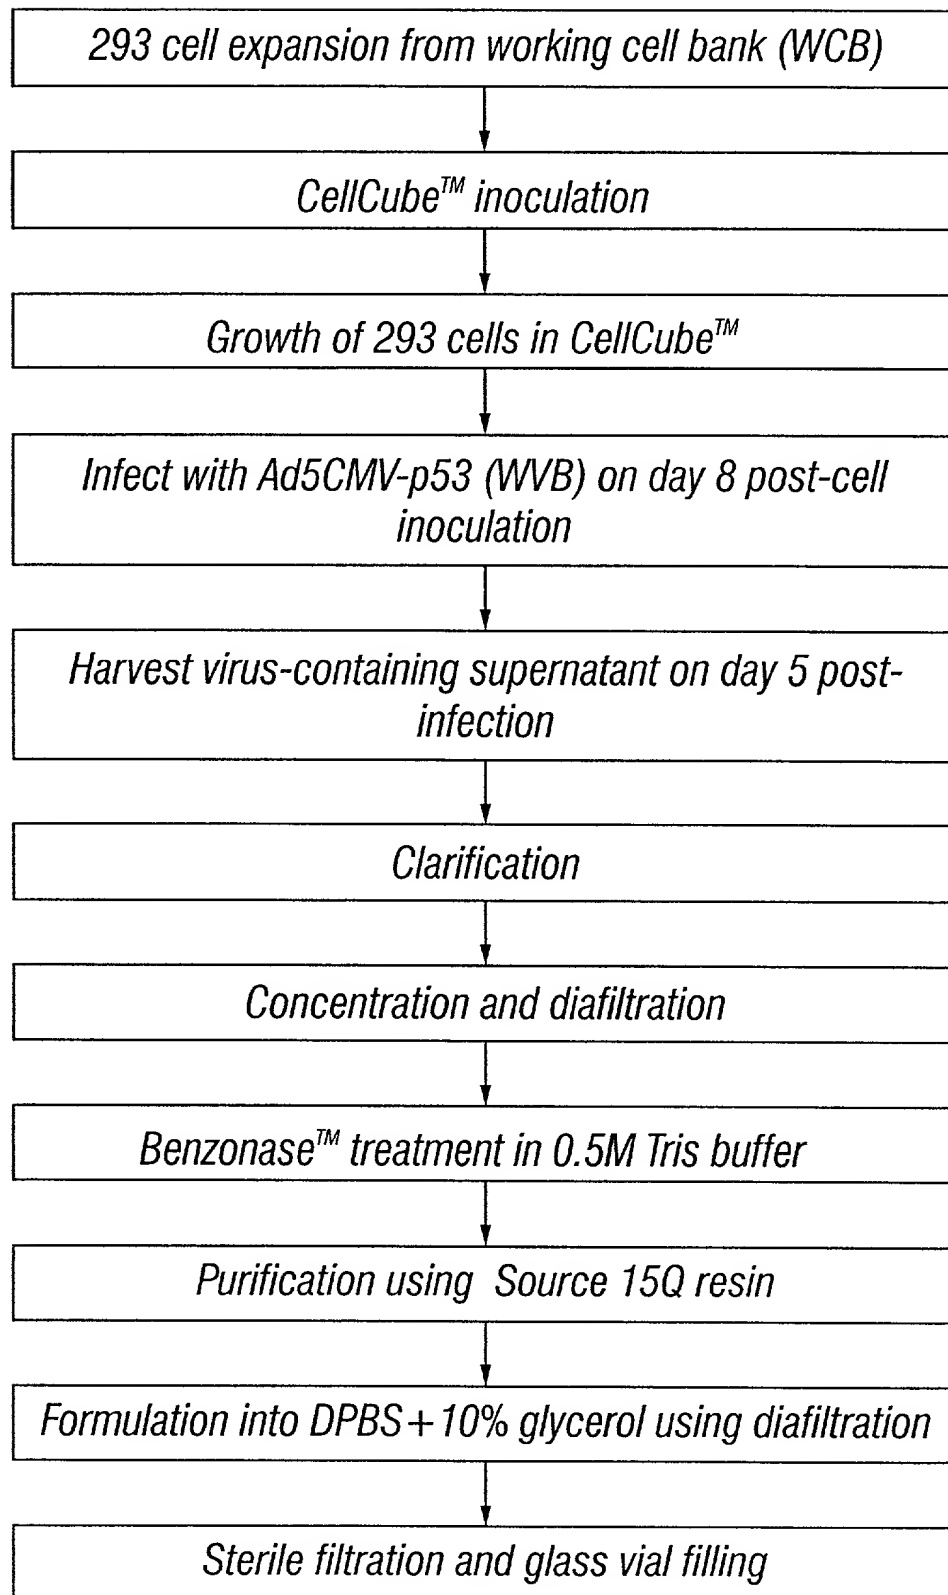 293 cell expansion from working cell bank (WCB)
CellCube™ inoculation
Growth of 293 cells in CellCube™
Infect with Ad5CMV-p53 (WVB) on day 8 post-cell
inoculation
Harvest virus-containing supernatant on day 5 post-
infection
Clarification
Concentration and diafiltration
Benzonase™ treatment in 0.5M Tris buffer
Purification using Source 15Q resin
Formulation into DPBS+10% glycerol using diafiltration
Sterile filtration and glass vial filling